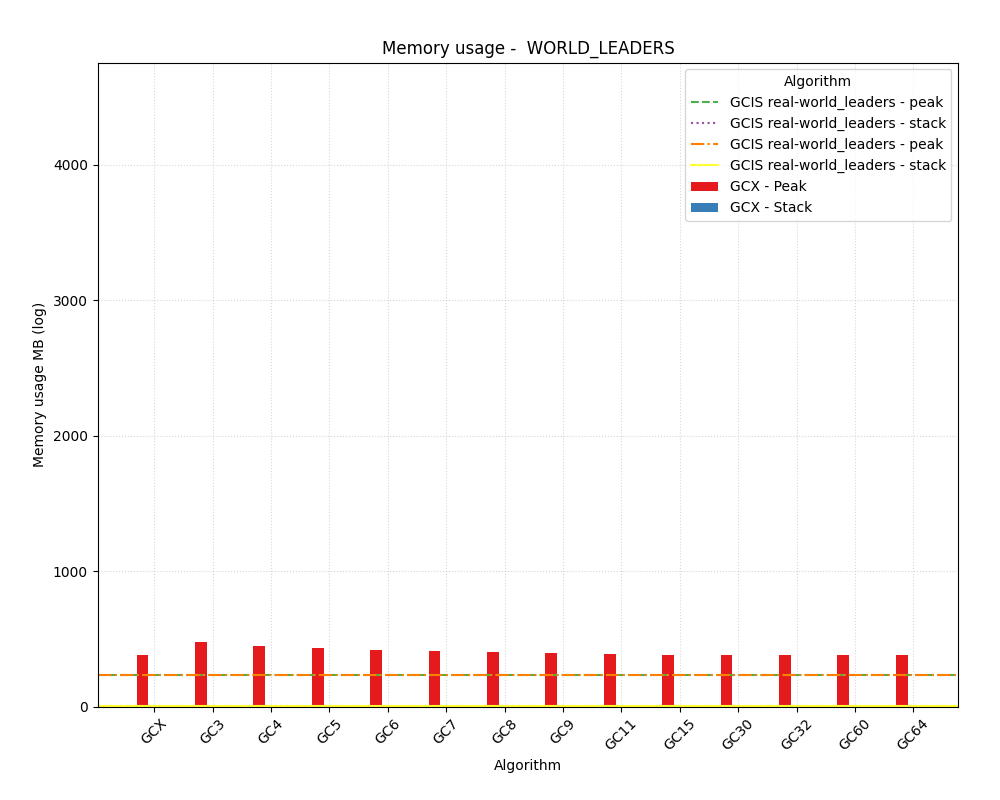 Memory usage -  WORLD_LEADERS
Algorithm
GCIS real-world_leaders - peak
GCIS real-world_leaders - stack
GCIS real-world_leaders - peak
GCIS real-world_leaders - stack
GCX - Peak
GCX - Stack
4000
3000
2000
1000
0
Memory usage MB (log)
GCX
GC3
GC4
GC5
GC6
GC7
GC8
GC9
GC11
GC15
GC30
GC32
GC60
GC64
Algorithm